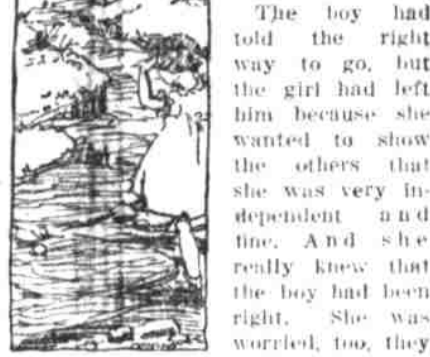 The boy had
told the right
way to go, but
the girl had left
him because she
wanted to show
the others that
she was very in-
dependent and
fine. And she
really knew that
the boy had been
right. She was
worried, too, they